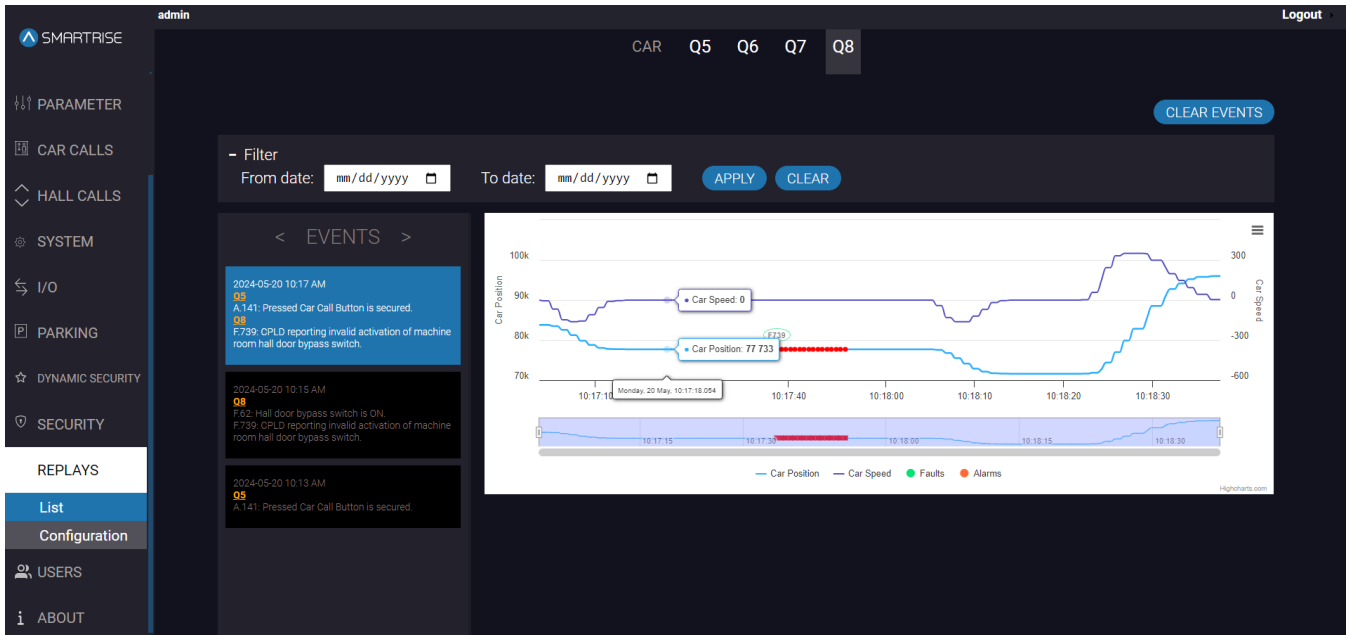 admin
Logout
SMARTRISE
CAR Q5 Q6 Q7 Q8
PARAMETER
CAR CALLS
HALL CALLS
SYSTEM
I/O
PARKING
DYNAMIC SECURITY
SECURITY
REPLAYS
List
Configuration
USERS
ABOUT
CLEAR EVENTS
– Filter
From date: mm/dd/yyyy To date: mm/dd/yyyy APPLY CLEAR
< EVENTS >
2024-05-20 10:17 AM
Q5
A.141: Pressed Car Call Button is secured.
Q8
F.739: CPLD reporting invalid activation of machine
room hall door bypass switch.
2024-05-20 10:15 AM
Q8
F.62: Hall door bypass switch is ON.
F.739: CPLD reporting invalid activation of machine
room hall door bypass switch.
2024-05-20 10:13 AM
Q5
A.141: Pressed Car Call Button is secured.
Car Position
100k
90k
80k
70k
Car Speed
300
0
-300
-600
Car Speed: 0
F739
Car Position: 77 733
Monday, 20 May, 10:17:18.054
10:17:10 10:17:40 10:18:00 10:18:10 10:18:20 10:18:30
10:17:15 10:17:30 10:18:00 10:18:15 10:18:30
Car Position Car Speed Faults Alarms
Highcharts.com